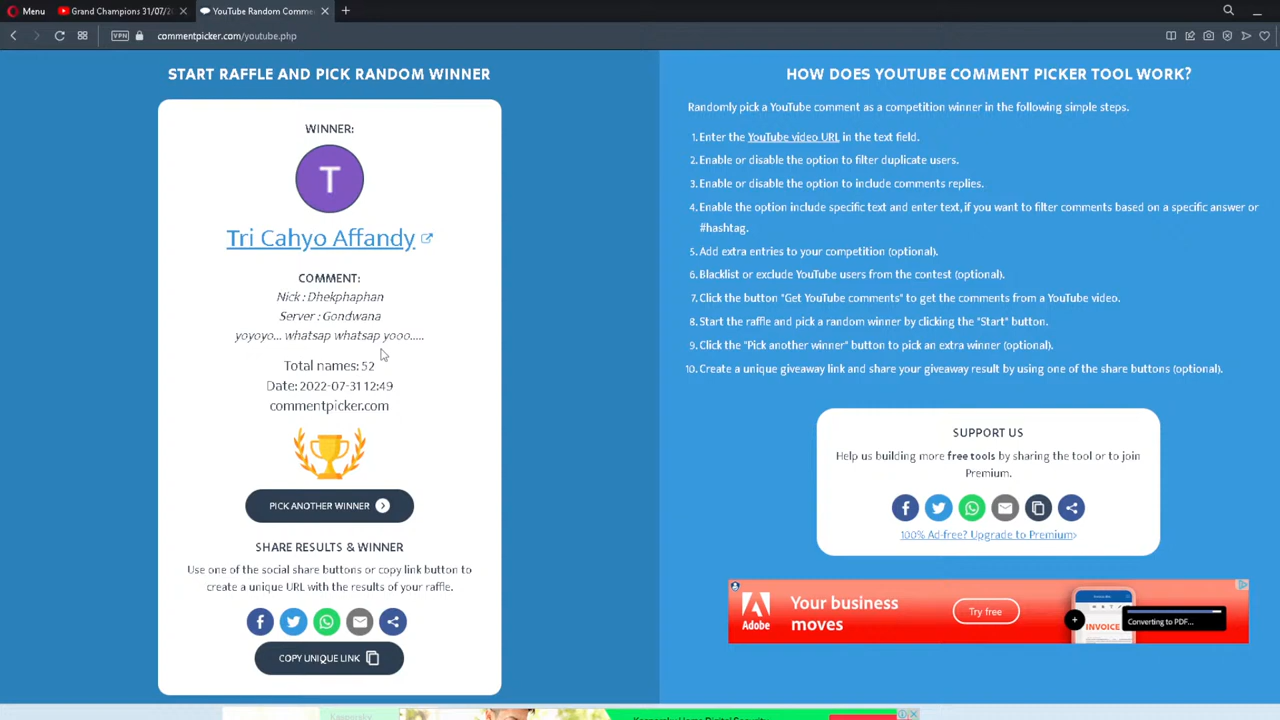 Menu
Grand Champions 31/07/2
YouTube Random Comme
VPN
commentpicker.com/youtube.php
START RAFFLE AND PICK RANDOM WINNER
WINNER:
T
Tri Cahyo Affandy
COMMENT:
Nick : Dhekphaphan
Server : Gondwana
yoyoyo... whatsap whatsap yooo.....
Total names: 52
Date: 2022-07-31 12:49
commentpicker.com
PICK ANOTHER WINNER
SHARE RESULTS & WINNER
Use one of the social share buttons or copy link button to
create a unique URL with the results of your raffle.
COPY UNIQUE LINK
HOW DOES YOUTUBE COMMENT PICKER TOOL WORK?
Randomly pick a YouTube comment as a competition winner in the following simple steps.
1. Enter the YouTube video URL in the text field.
2. Enable or disable the option to filter duplicate users.
3. Enable or disable the option to include comments replies.
4. Enable the option include specific text and enter text, if you want to filter comments based on a specific answer or
#hashtag.
5. Add extra entries to your competition (optional).
6. Blacklist or exclude YouTube users from the contest (optional).
7. Click the button "Get YouTube comments" to get the comments from a YouTube video.
8. Start the raffle and pick a random winner by clicking the "Start" button.
9. Click the "Pick another winner" button to pick an extra winner (optional).
10. Create a unique giveaway link and share your giveaway result by using one of the share buttons (optional).
SUPPORT US
Help us building more free tools by sharing the tool or to join
Premium.
100% Ad-free? Upgrade to Premium
Adobe
Your business
moves
Try free
INVOICE
Converting to PDF...